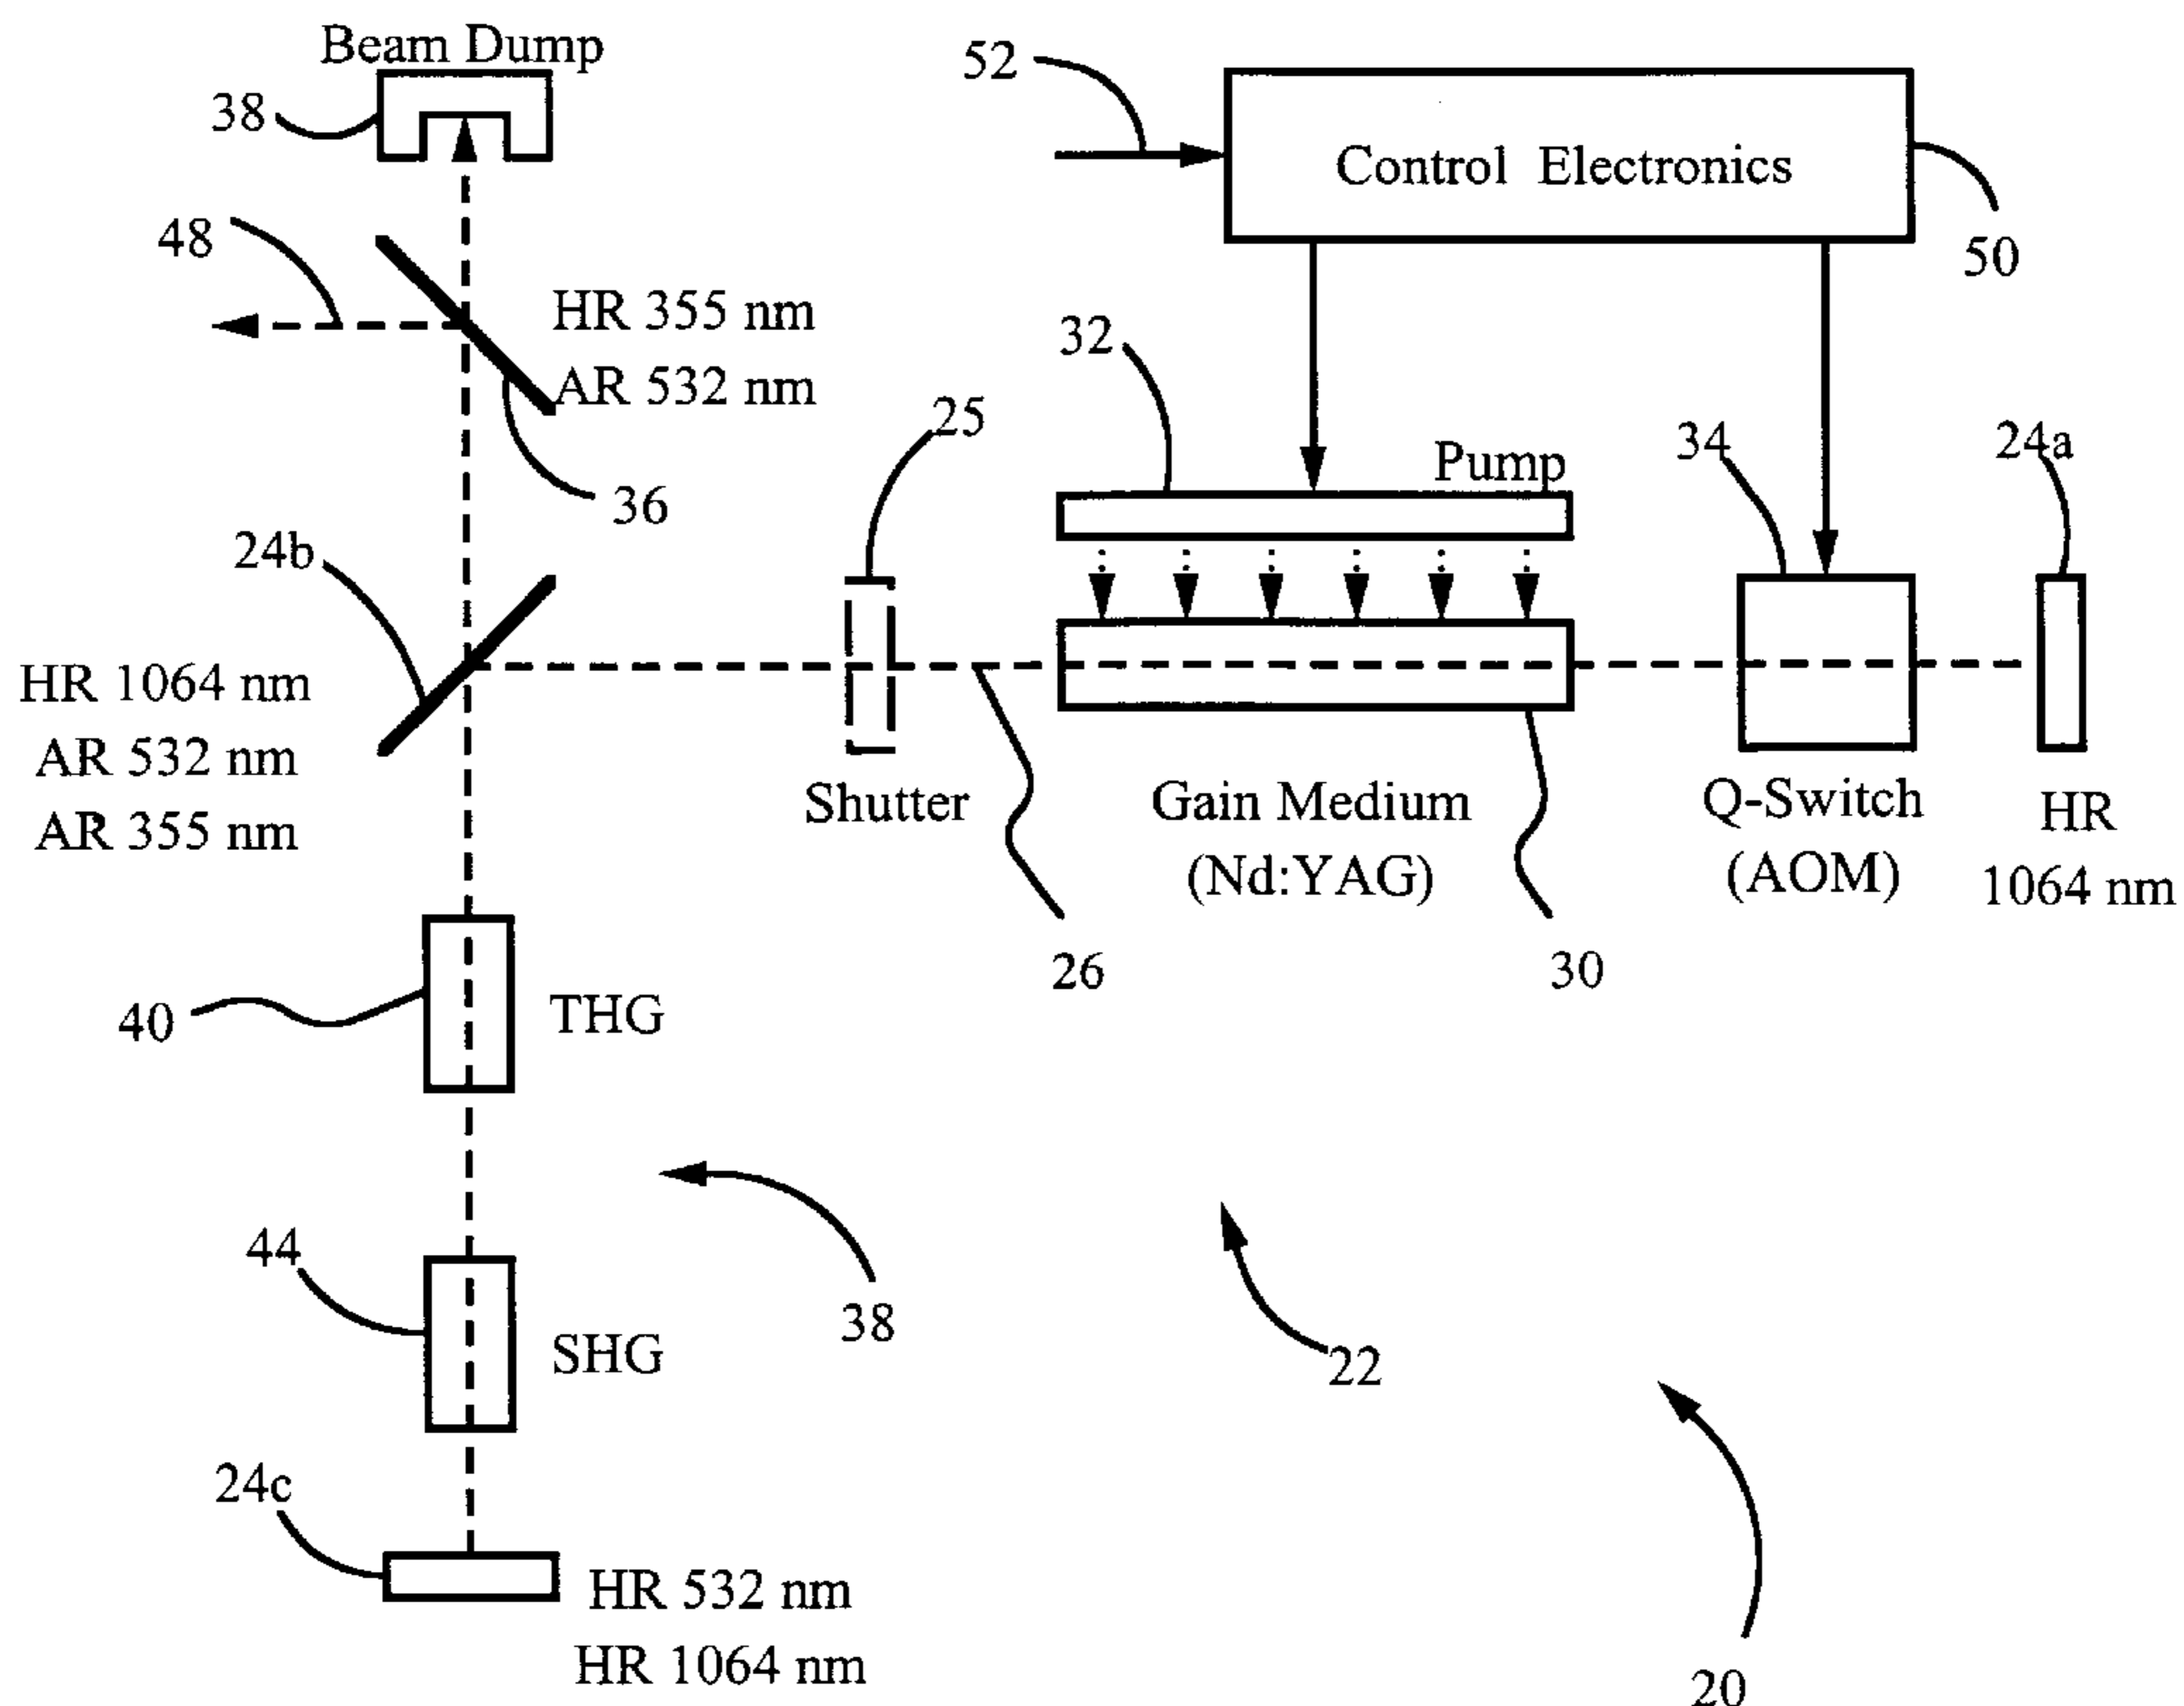 Beam Dump
38
52
Control Electronics
50
48
HR 355 nm
AR 532 nm
36
32
25
Pump
34
24a
24b
HR 1064 nm
AR 532 nm
AR 355 nm
Shutter
Gain Medium
(Nd:YAG)
Q-Switch
(AOM)
HR
1064 nm
26
30
40
THG
38
44
SHG
22
24c
HR 532 nm
HR 1064 nm
20